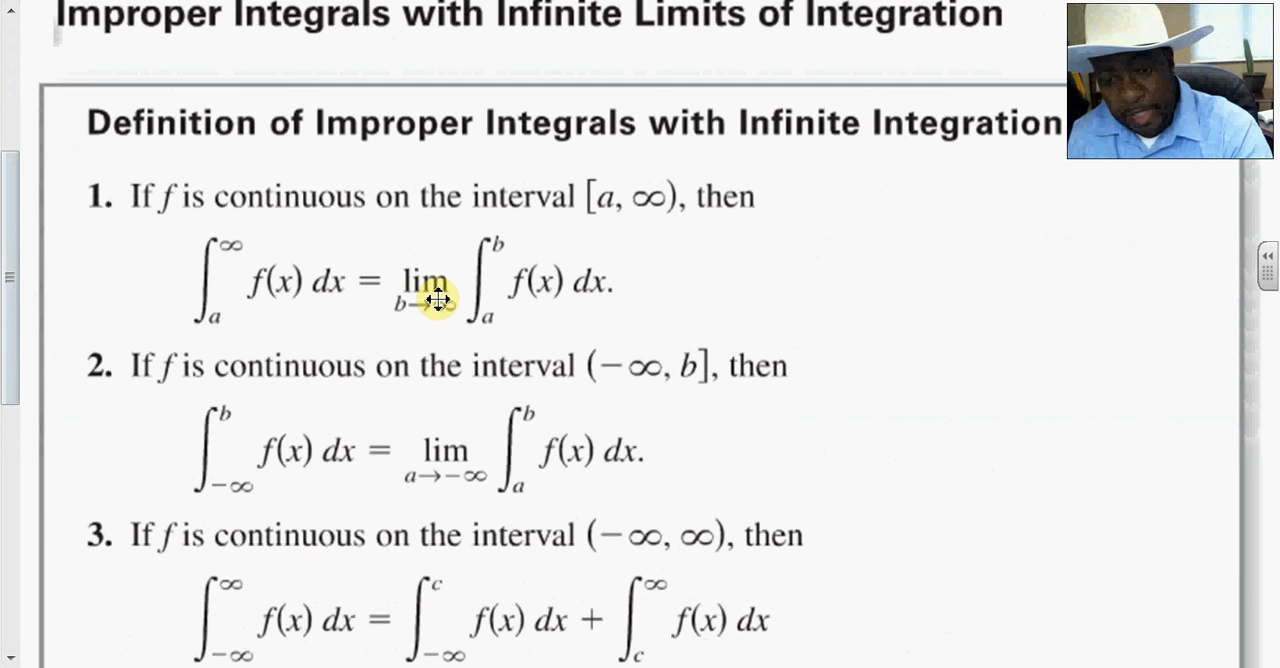 Improper Integrals with Infinite Limits of Integration
Definition of Improper Integrals with Infinite Integration
1. If f is continuous on the interval [a, ∞), then
∫_a^∞ f(x) dx = lim_{b→∞} ∫_a^b f(x) dx.
2. If f is continuous on the interval (−∞, b], then
∫_{−∞}^b f(x) dx = lim_{a→−∞} ∫_a^b f(x) dx.
3. If f is continuous on the interval (−∞, ∞), then
∫_{−∞}^∞ f(x) dx = ∫_{−∞}^c f(x) dx + ∫_c^∞ f(x) dx